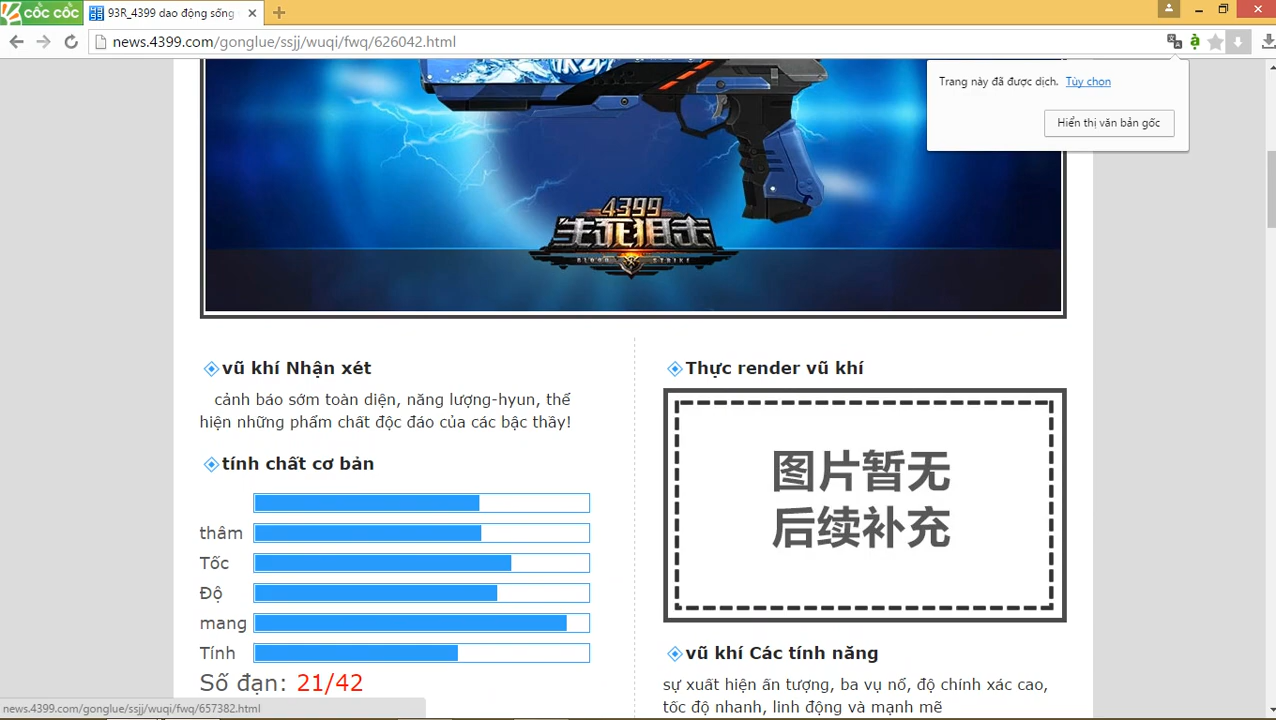 cốc cốc
93R_4399 dao động sống
news.4399.com/gonglue/ssjj/wuqi/fwq/626042.html
Trang này đã được dịch. Tùy chọn
Hiển thị văn bản gốc
4399
生死狙击
BLOOD STRIKE
vũ khí Nhận xét
cảnh báo sớm toàn diện, năng lượng-hyun, thể
hiện những phẩm chất độc đáo của các bậc thầy!
tính chất cơ bản
thâm
Tốc
Độ
mang
Tính
Số đạn: 21/42
Thực render vũ khí
图片暂无
后续补充
vũ khí Các tính năng
sự xuất hiện ấn tượng, ba vụ nổ, độ chính xác cao,
tốc độ nhanh, linh động và mạnh mẽ
news.4399.com/gonglue/ssjj/wuqi/fwq/657382.html